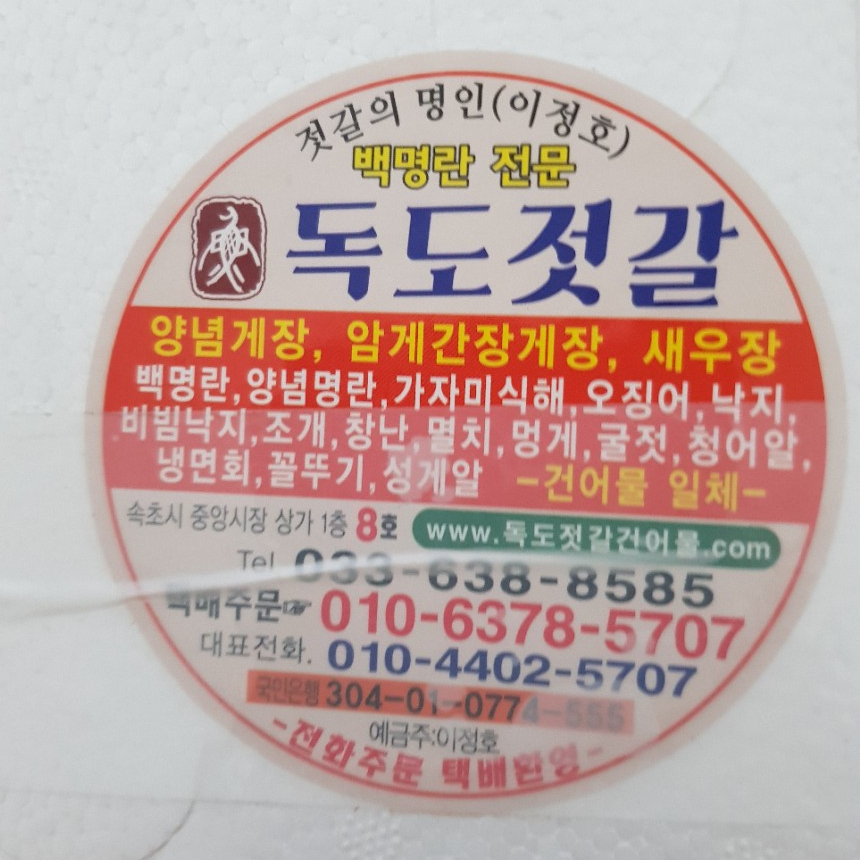 젓갈의 명인(이정호)
백명란 전문
독도젓갈
양념게장, 암게간장게장, 새우장
백명란,양념명란,가자미식해,오징어,낙지,
비빔낙지,조개,창난,멸치,멍게,굴젓,청어알,
냉면회,꼴뚜기,성게알 -건어물 일체-
속초시 중앙시장 상가 1층 8호 www.독도젓갈건어물.com
Tel 033-638-8585
택배주문☞010-6378-5707
대표전화. 010-4402-5707
국민은행 304-01-0774-555
예금주:이정호
-전화주문 택배환영-